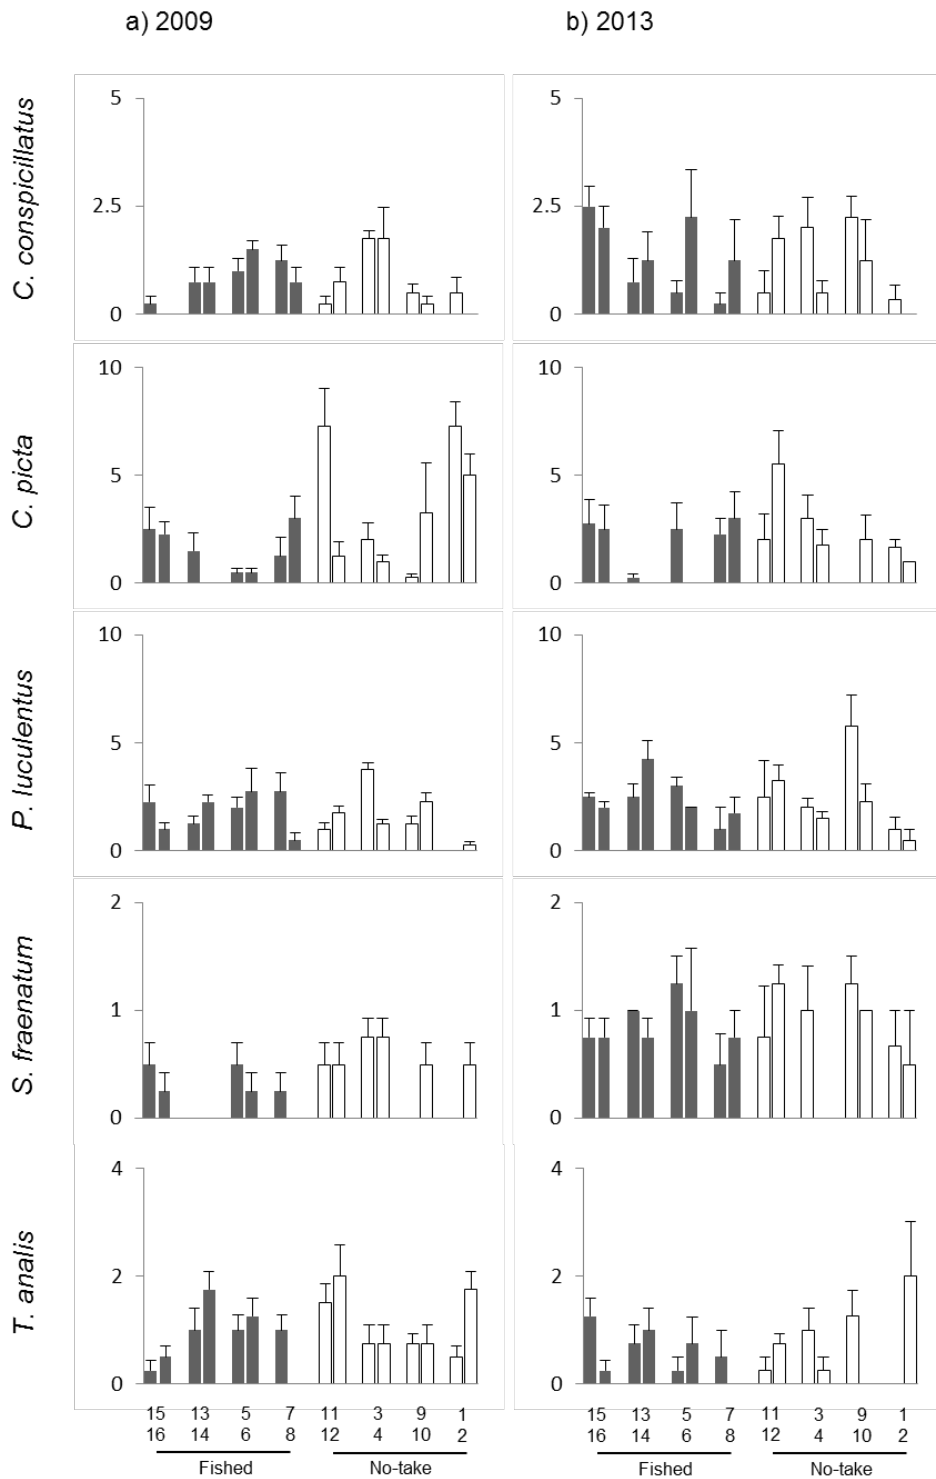 a) 2009
b) 2013
C. conspicillatus
5
2.5
0
5
2.5
0
C. picta
10
5
0
10
5
0
P. luculentus
10
5
0
10
5
0
S. fraenatum
2
1
0
2
1
0
T. analis
4
2
0
4
2
0
15 13 5 7 11 3 9 1
16 14 6 8 12 4 10 2
Fished No-take
15 13 5 7 11 3 9 1
16 14 6 8 12 4 10 2
Fished No-take